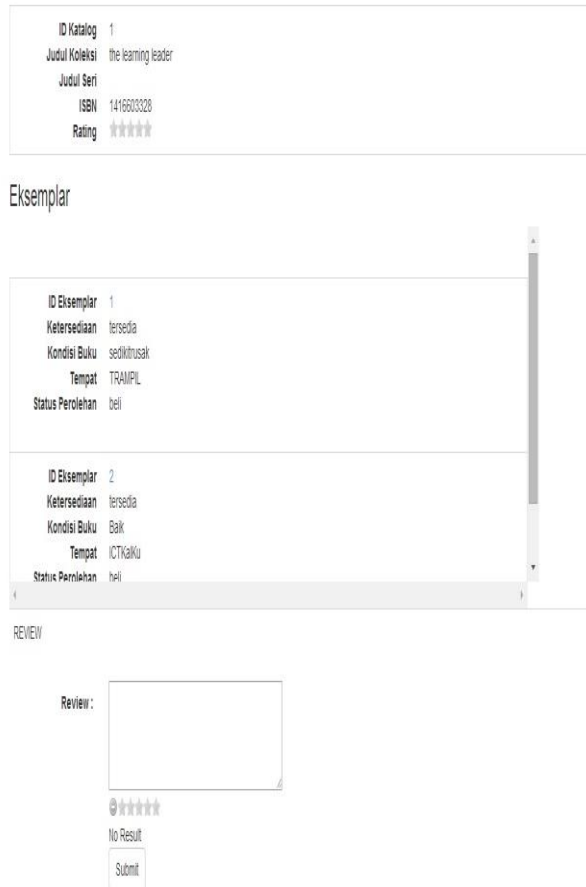 ID Katalog 1
Judul Koleksi the learning leader
Judul Seri
ISBN 1416603328
Rating
Eksemplar
ID Eksemplar 1
Ketersediaan tersedia
Kondisi Buku sedikitrusak
Tempat TRAMPIL
Status Perolehan beli
ID Eksemplar 2
Ketersediaan tersedia
Kondisi Buku Baik
Tempat ICTKalKu
Status Perolehan beli
REVIEW
Review :
No Result
Submit